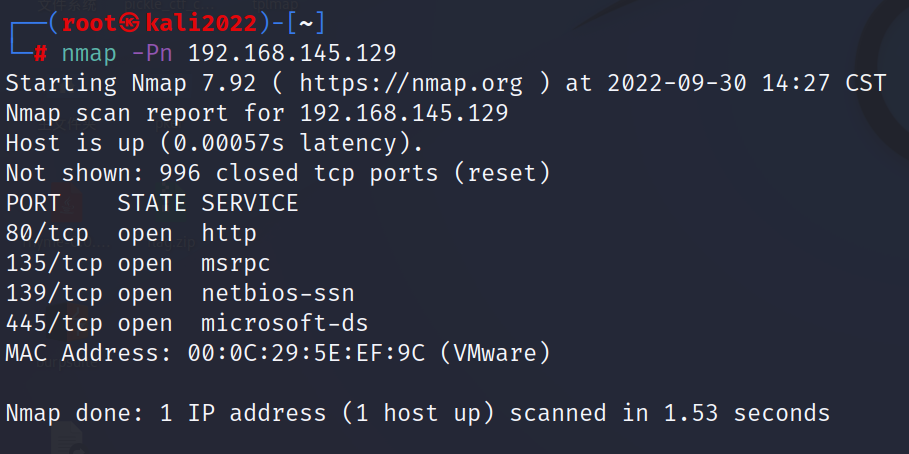 ┌──(root㉿kali2022)-[~]
└─# nmap -Pn 192.168.145.129
Starting Nmap 7.92 ( https://nmap.org ) at 2022-09-30 14:27 CST
Nmap scan report for 192.168.145.129
Host is up (0.00057s latency).
Not shown: 996 closed tcp ports (reset)
PORT    STATE SERVICE
80/tcp  open  http
135/tcp open  msrpc
139/tcp open  netbios-ssn
445/tcp open  microsoft-ds
MAC Address: 00:0C:29:5E:EF:9C (VMware)
Nmap done: 1 IP address (1 host up) scanned in 1.53 seconds